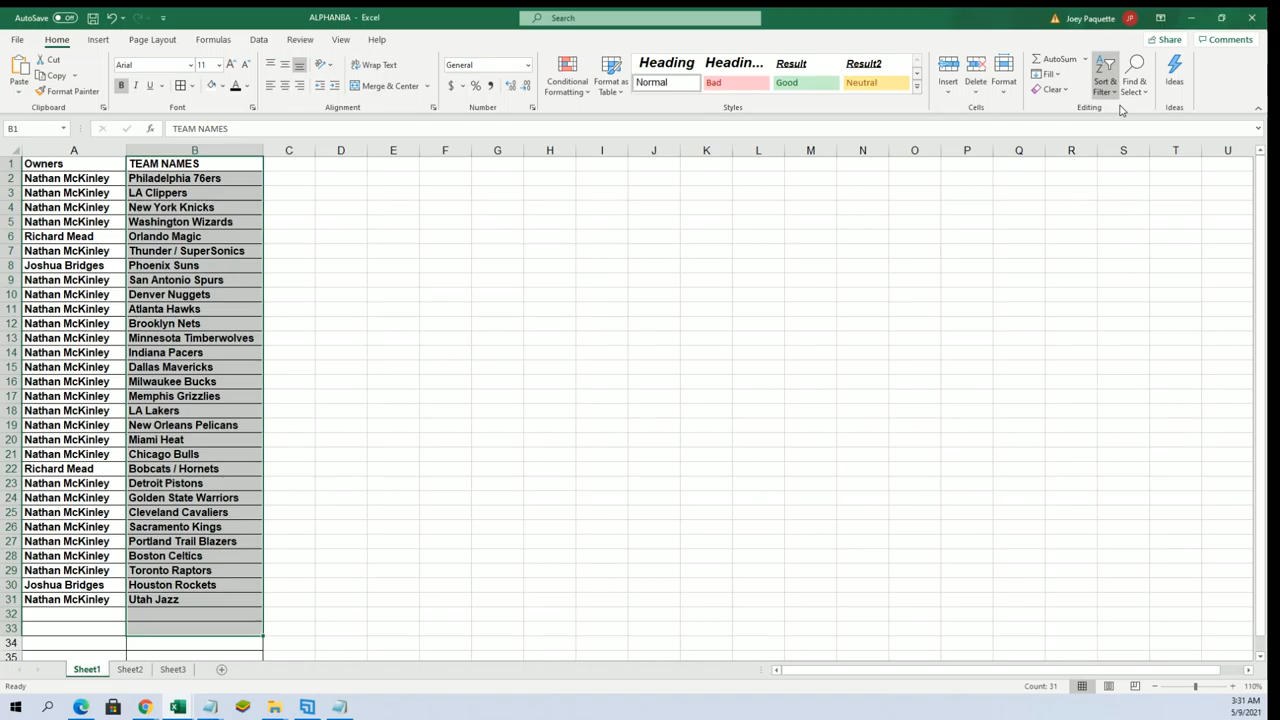 AutoSave Off ALPHANBA - Excel Search Joey Paquette JP
File Home Insert Page Layout Formulas Data Review View Help Share Comments
Paste Cut Copy Format Painter Clipboard
Arial 11 B I U Font
Wrap Text Merge & Center Alignment
General $ % Number
Conditional Formatting Format as Table
Heading Headin... Result Result2
Normal Bad Good Neutral
Styles
Insert Delete Format Cells
AutoSum Fill Clear Sort & Filter Find & Select Editing
Ideas Ideas
B1 fx TEAM NAMES
A B C D E F G H I J K L M N O P Q R S T U
1 Owners TEAM NAMES
2 Nathan McKinley Philadelphia 76ers
3 Nathan McKinley LA Clippers
4 Nathan McKinley New York Knicks
5 Nathan McKinley Washington Wizards
6 Richard Mead Orlando Magic
7 Nathan McKinley Thunder / SuperSonics
8 Joshua Bridges Phoenix Suns
9 Nathan McKinley San Antonio Spurs
10 Nathan McKinley Denver Nuggets
11 Nathan McKinley Atlanta Hawks
12 Nathan McKinley Brooklyn Nets
13 Nathan McKinley Minnesota Timberwolves
14 Nathan McKinley Indiana Pacers
15 Nathan McKinley Dallas Mavericks
16 Nathan McKinley Milwaukee Bucks
17 Nathan McKinley Memphis Grizzlies
18 Nathan McKinley LA Lakers
19 Nathan McKinley New Orleans Pelicans
20 Nathan McKinley Miami Heat
21 Nathan McKinley Chicago Bulls
22 Richard Mead Bobcats / Hornets
23 Nathan McKinley Detroit Pistons
24 Nathan McKinley Golden State Warriors
25 Nathan McKinley Cleveland Cavaliers
26 Nathan McKinley Sacramento Kings
27 Nathan McKinley Portland Trail Blazers
28 Nathan McKinley Boston Celtics
29 Nathan McKinley Toronto Raptors
30 Joshua Bridges Houston Rockets
31 Nathan McKinley Utah Jazz
32
33
34
35
Sheet1 Sheet2 Sheet3
Ready Count: 31 110%
3:31 AM
5/9/2021